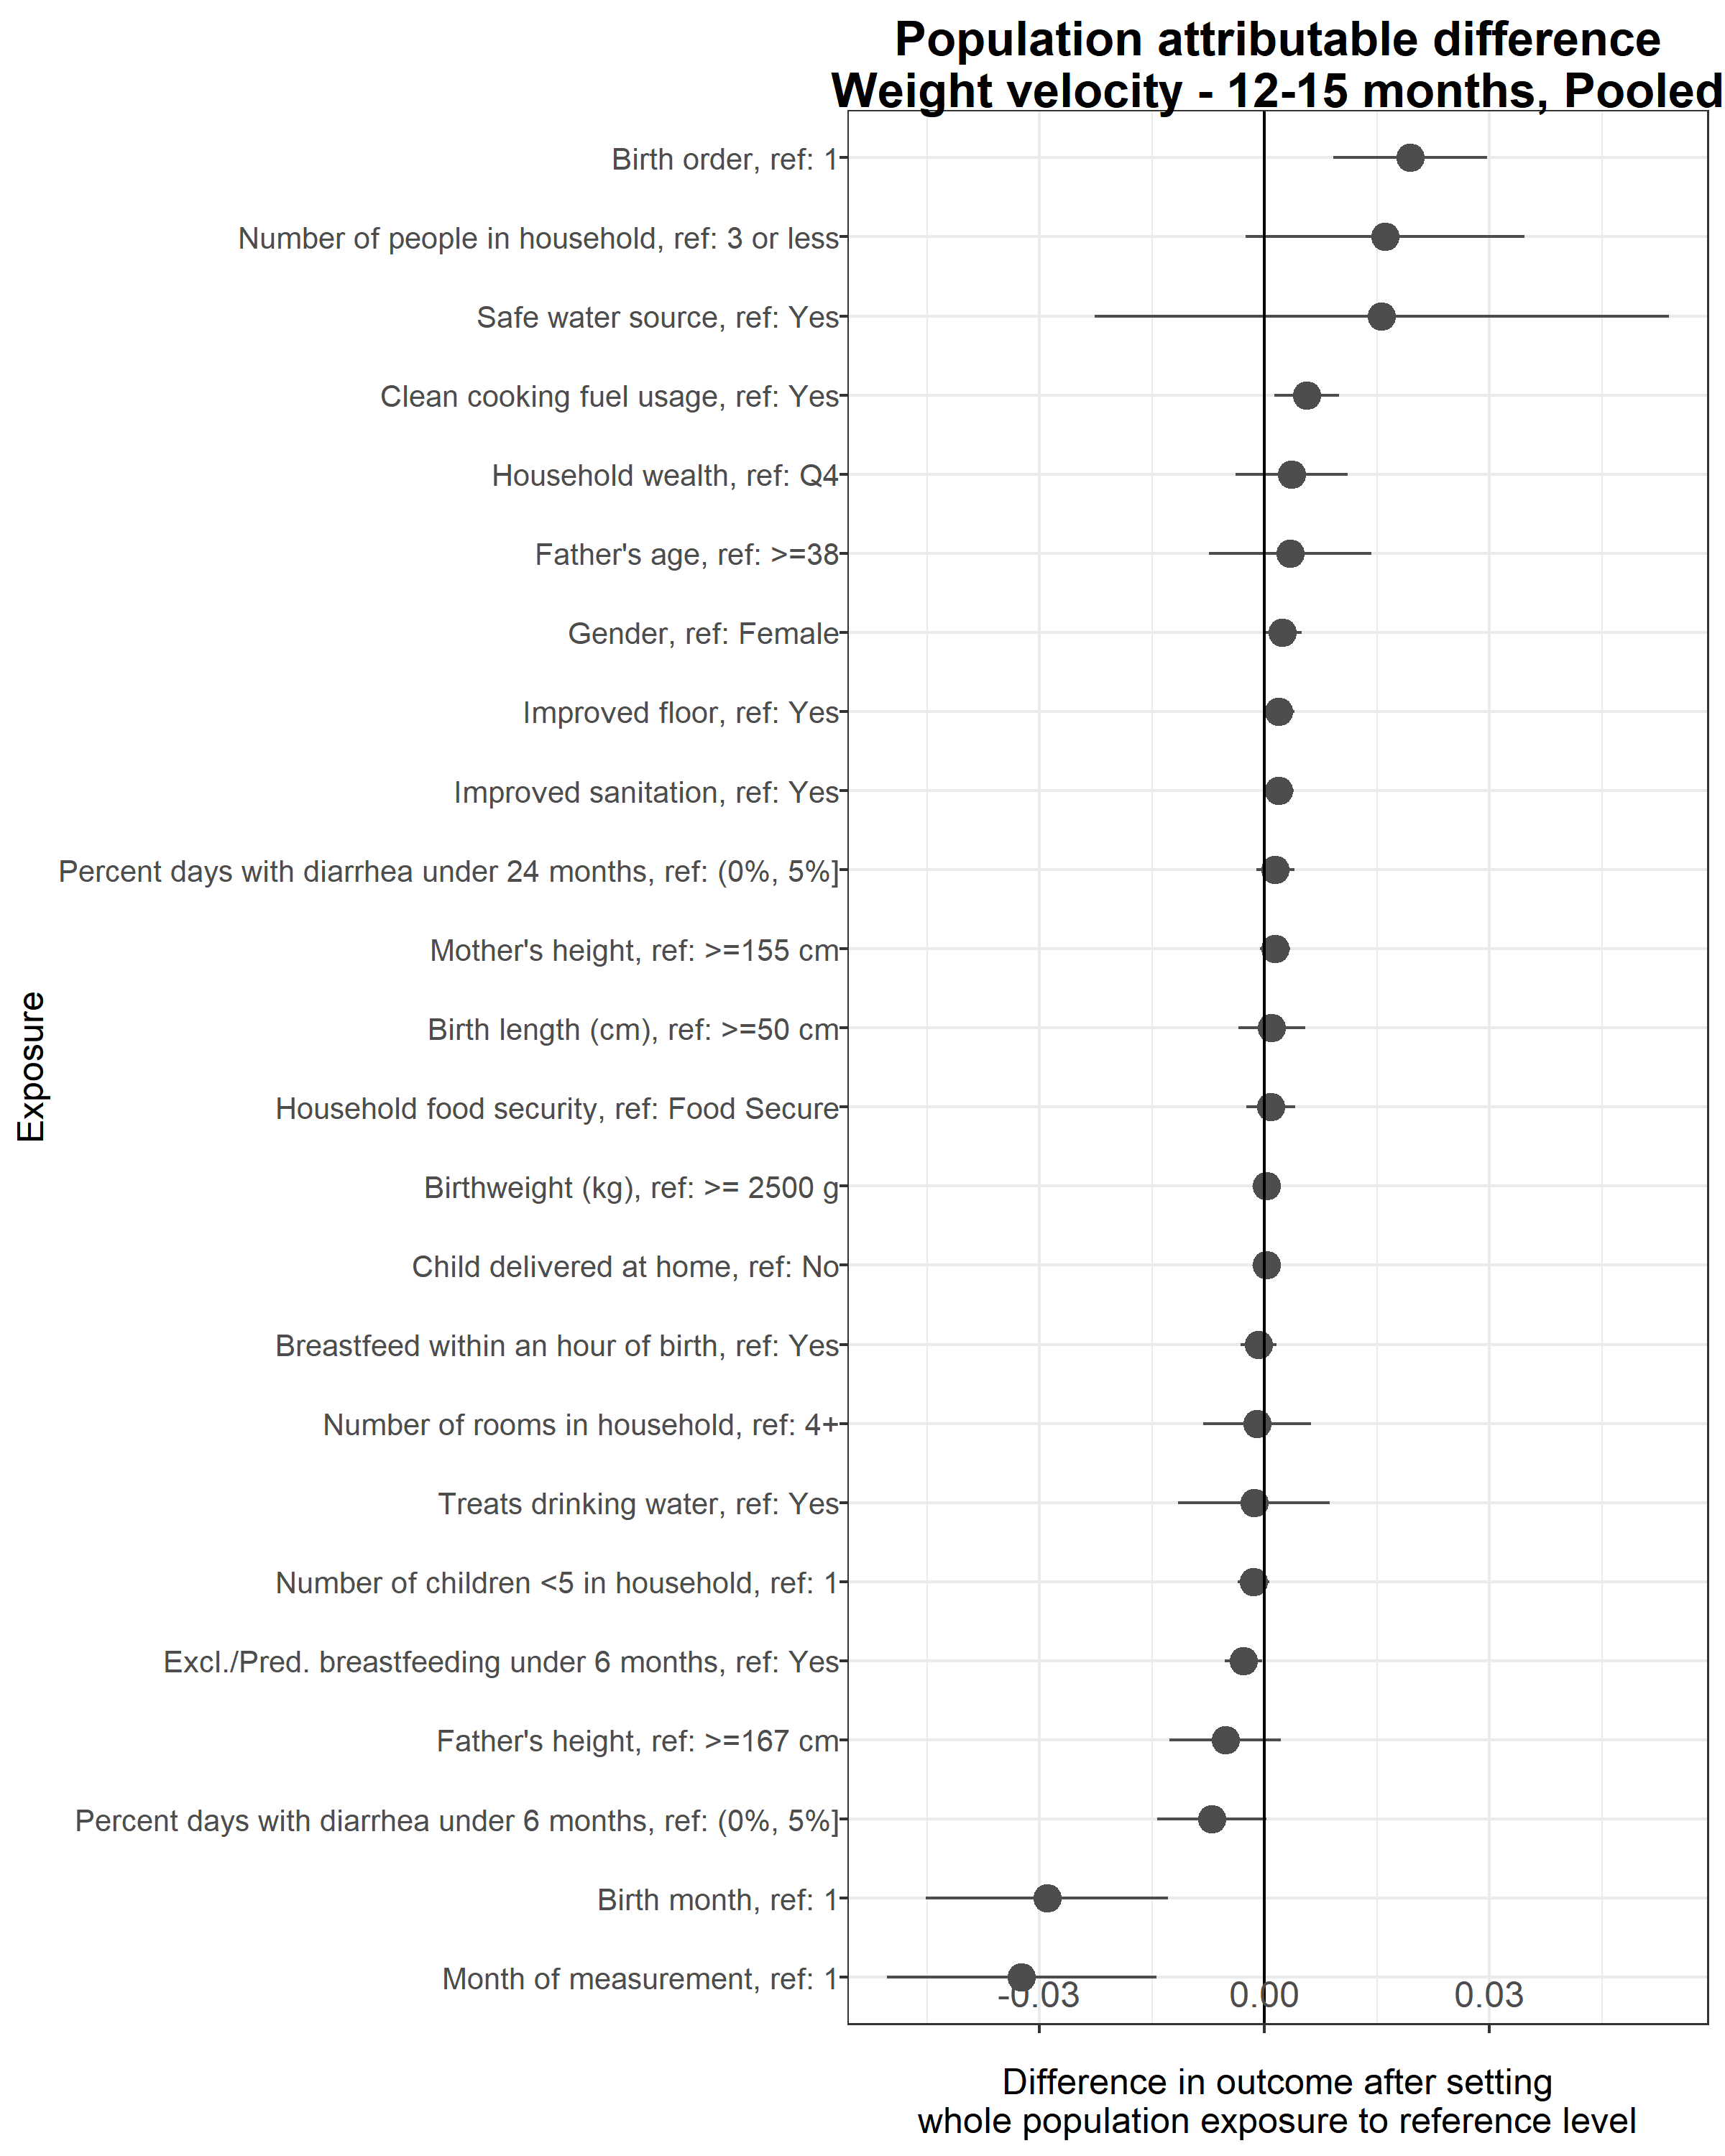 Population attributable difference
Weight velocity - 12-15 months, Pooled
Birth order, ref: 1
Number of people in household, ref: 3 or less
Safe water source, ref: Yes
Clean cooking fuel usage, ref: Yes
Household wealth, ref: Q4
Father's age, ref: >=38
Gender, ref: Female
Improved floor, ref: Yes
Improved sanitation, ref: Yes
Percent days with diarrhea under 24 months, ref: (0%, 5%]
Mother's height, ref: >=155 cm
Birth length (cm), ref: >=50 cm
Household food security, ref: Food Secure
Birthweight (kg), ref: >= 2500 g
Child delivered at home, ref: No
Breastfeed within an hour of birth, ref: Yes
Number of rooms in household, ref: 4+
Treats drinking water, ref: Yes
Number of children <5 in household, ref: 1
Excl./Pred. breastfeeding under 6 months, ref: Yes
Father's height, ref: >=167 cm
Percent days with diarrhea under 6 months, ref: (0%, 5%]
Birth month, ref: 1
Month of measurement, ref: 1
Exposure
-0.03 0.00 0.03
Difference in outcome after setting
whole population exposure to reference level